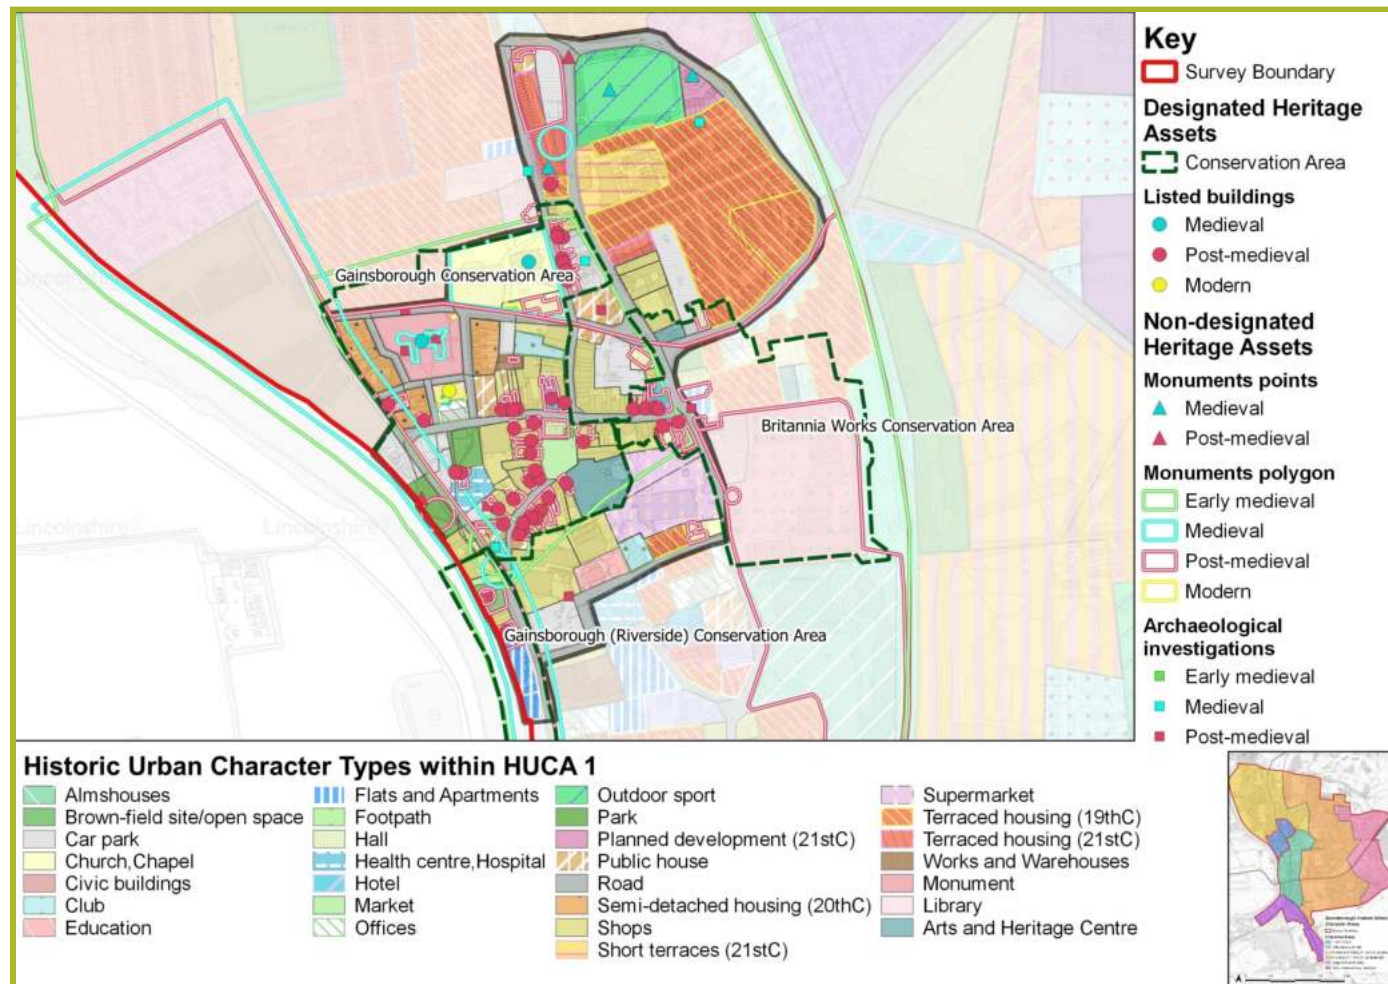 Gainsborough Conservation Area
Britannia Works Conservation Area
Gainsborough (Riverside) Conservation Area
Lincolnshire
Lincolnshire
Key
Survey Boundary
Designated Heritage
Assets
Conservation Area
Listed buildings
Medieval
Post-medieval
Modern
Non-designated
Heritage Assets
Monuments points
Medieval
Post-medieval
Monuments polygon
Early medieval
Medieval
Post-medieval
Modern
Archaeological
investigations
Early medieval
Medieval
Post-medieval
Historic Urban Character Types within HUCA 1
Almshouses
Brown-field site/open space
Car park
Church,Chapel
Civic buildings
Club
Education
Flats and Apartments
Footpath
Hall
Health centre,Hospital
Hotel
Market
Offices
Outdoor sport
Park
Planned development (21stC)
Public house
Road
Semi-detached housing (20thC)
Shops
Short terraces (21stC)
Supermarket
Terraced housing (19thC)
Terraced housing (21stC)
Works and Warehouses
Monument
Library
Arts and Heritage Centre